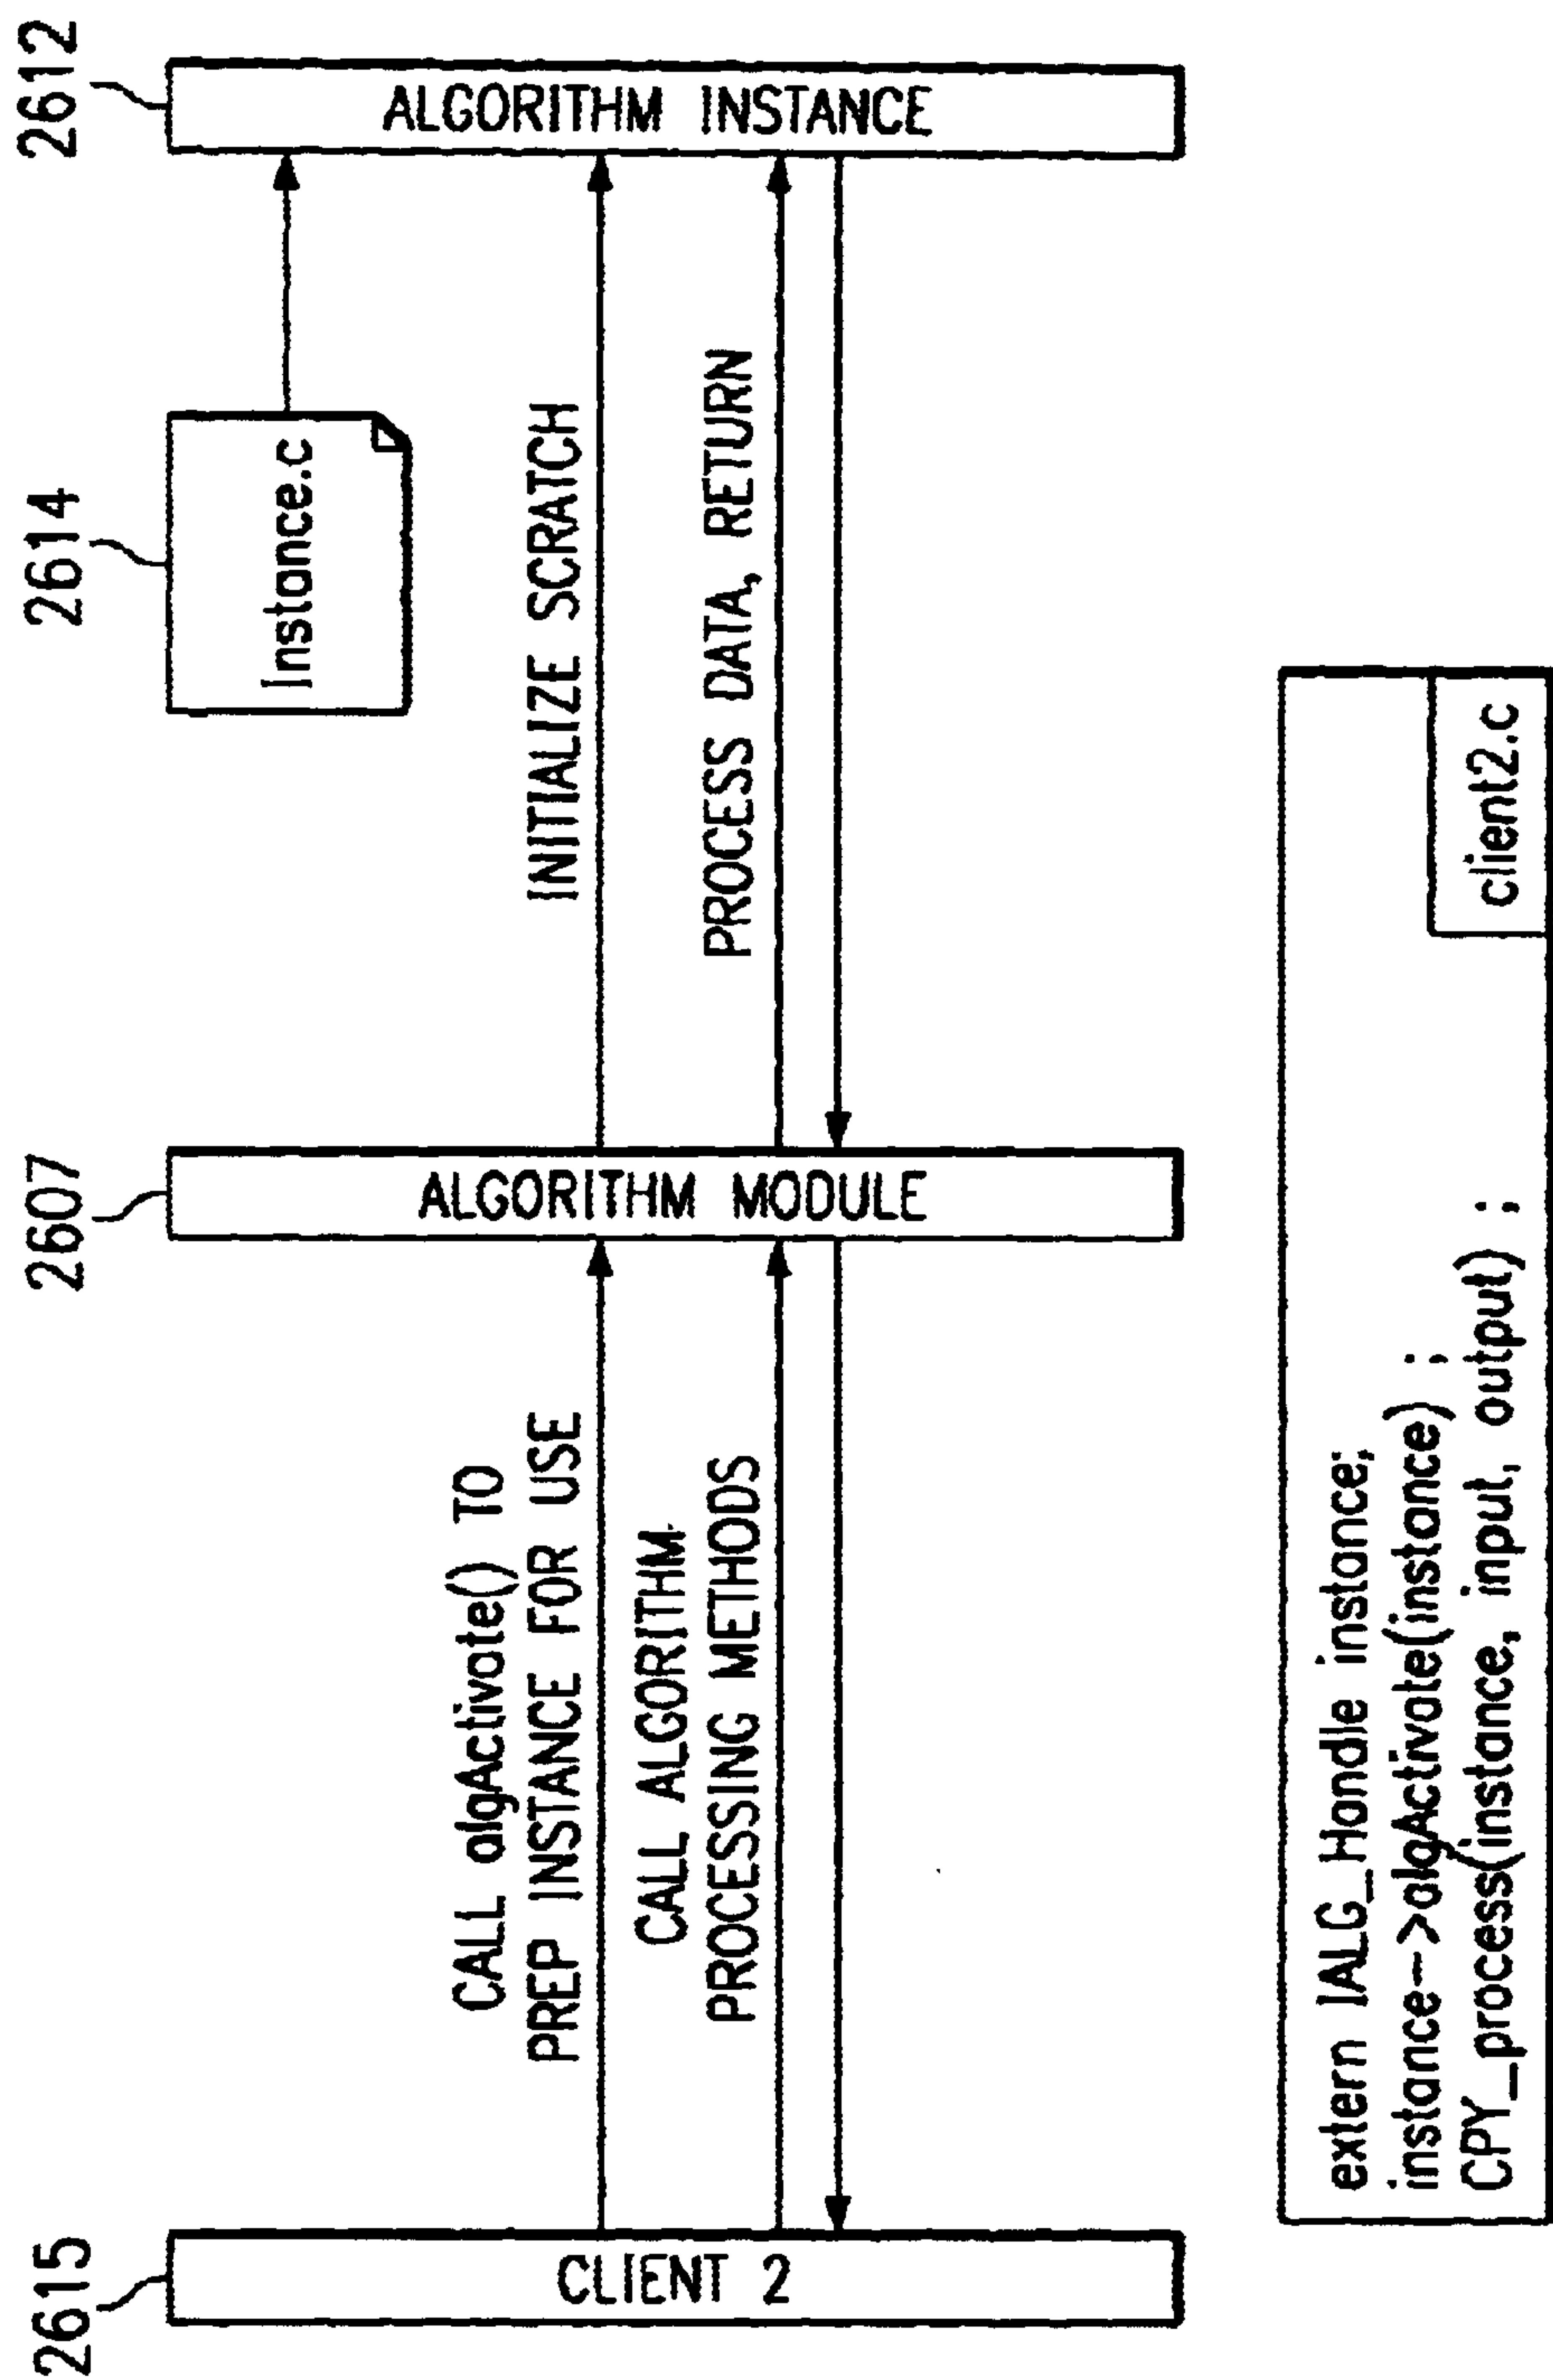 2615
2607
2614
2612
CLIENT 2
CALL algActivate() TO
PREP INSTANCE FOR USE
CALL ALGORITHM
PROCESSING METHODS
ALGORITHM MODULE
Instance.c
INITIALIZE SCRATCH
PROCESS DATA, RETURN
ALGORITHM INSTANCE
extern IALG_Handle instance;
instance->algActivate(instance) ;
CPY_process(instance, input, output) ;
client2.c